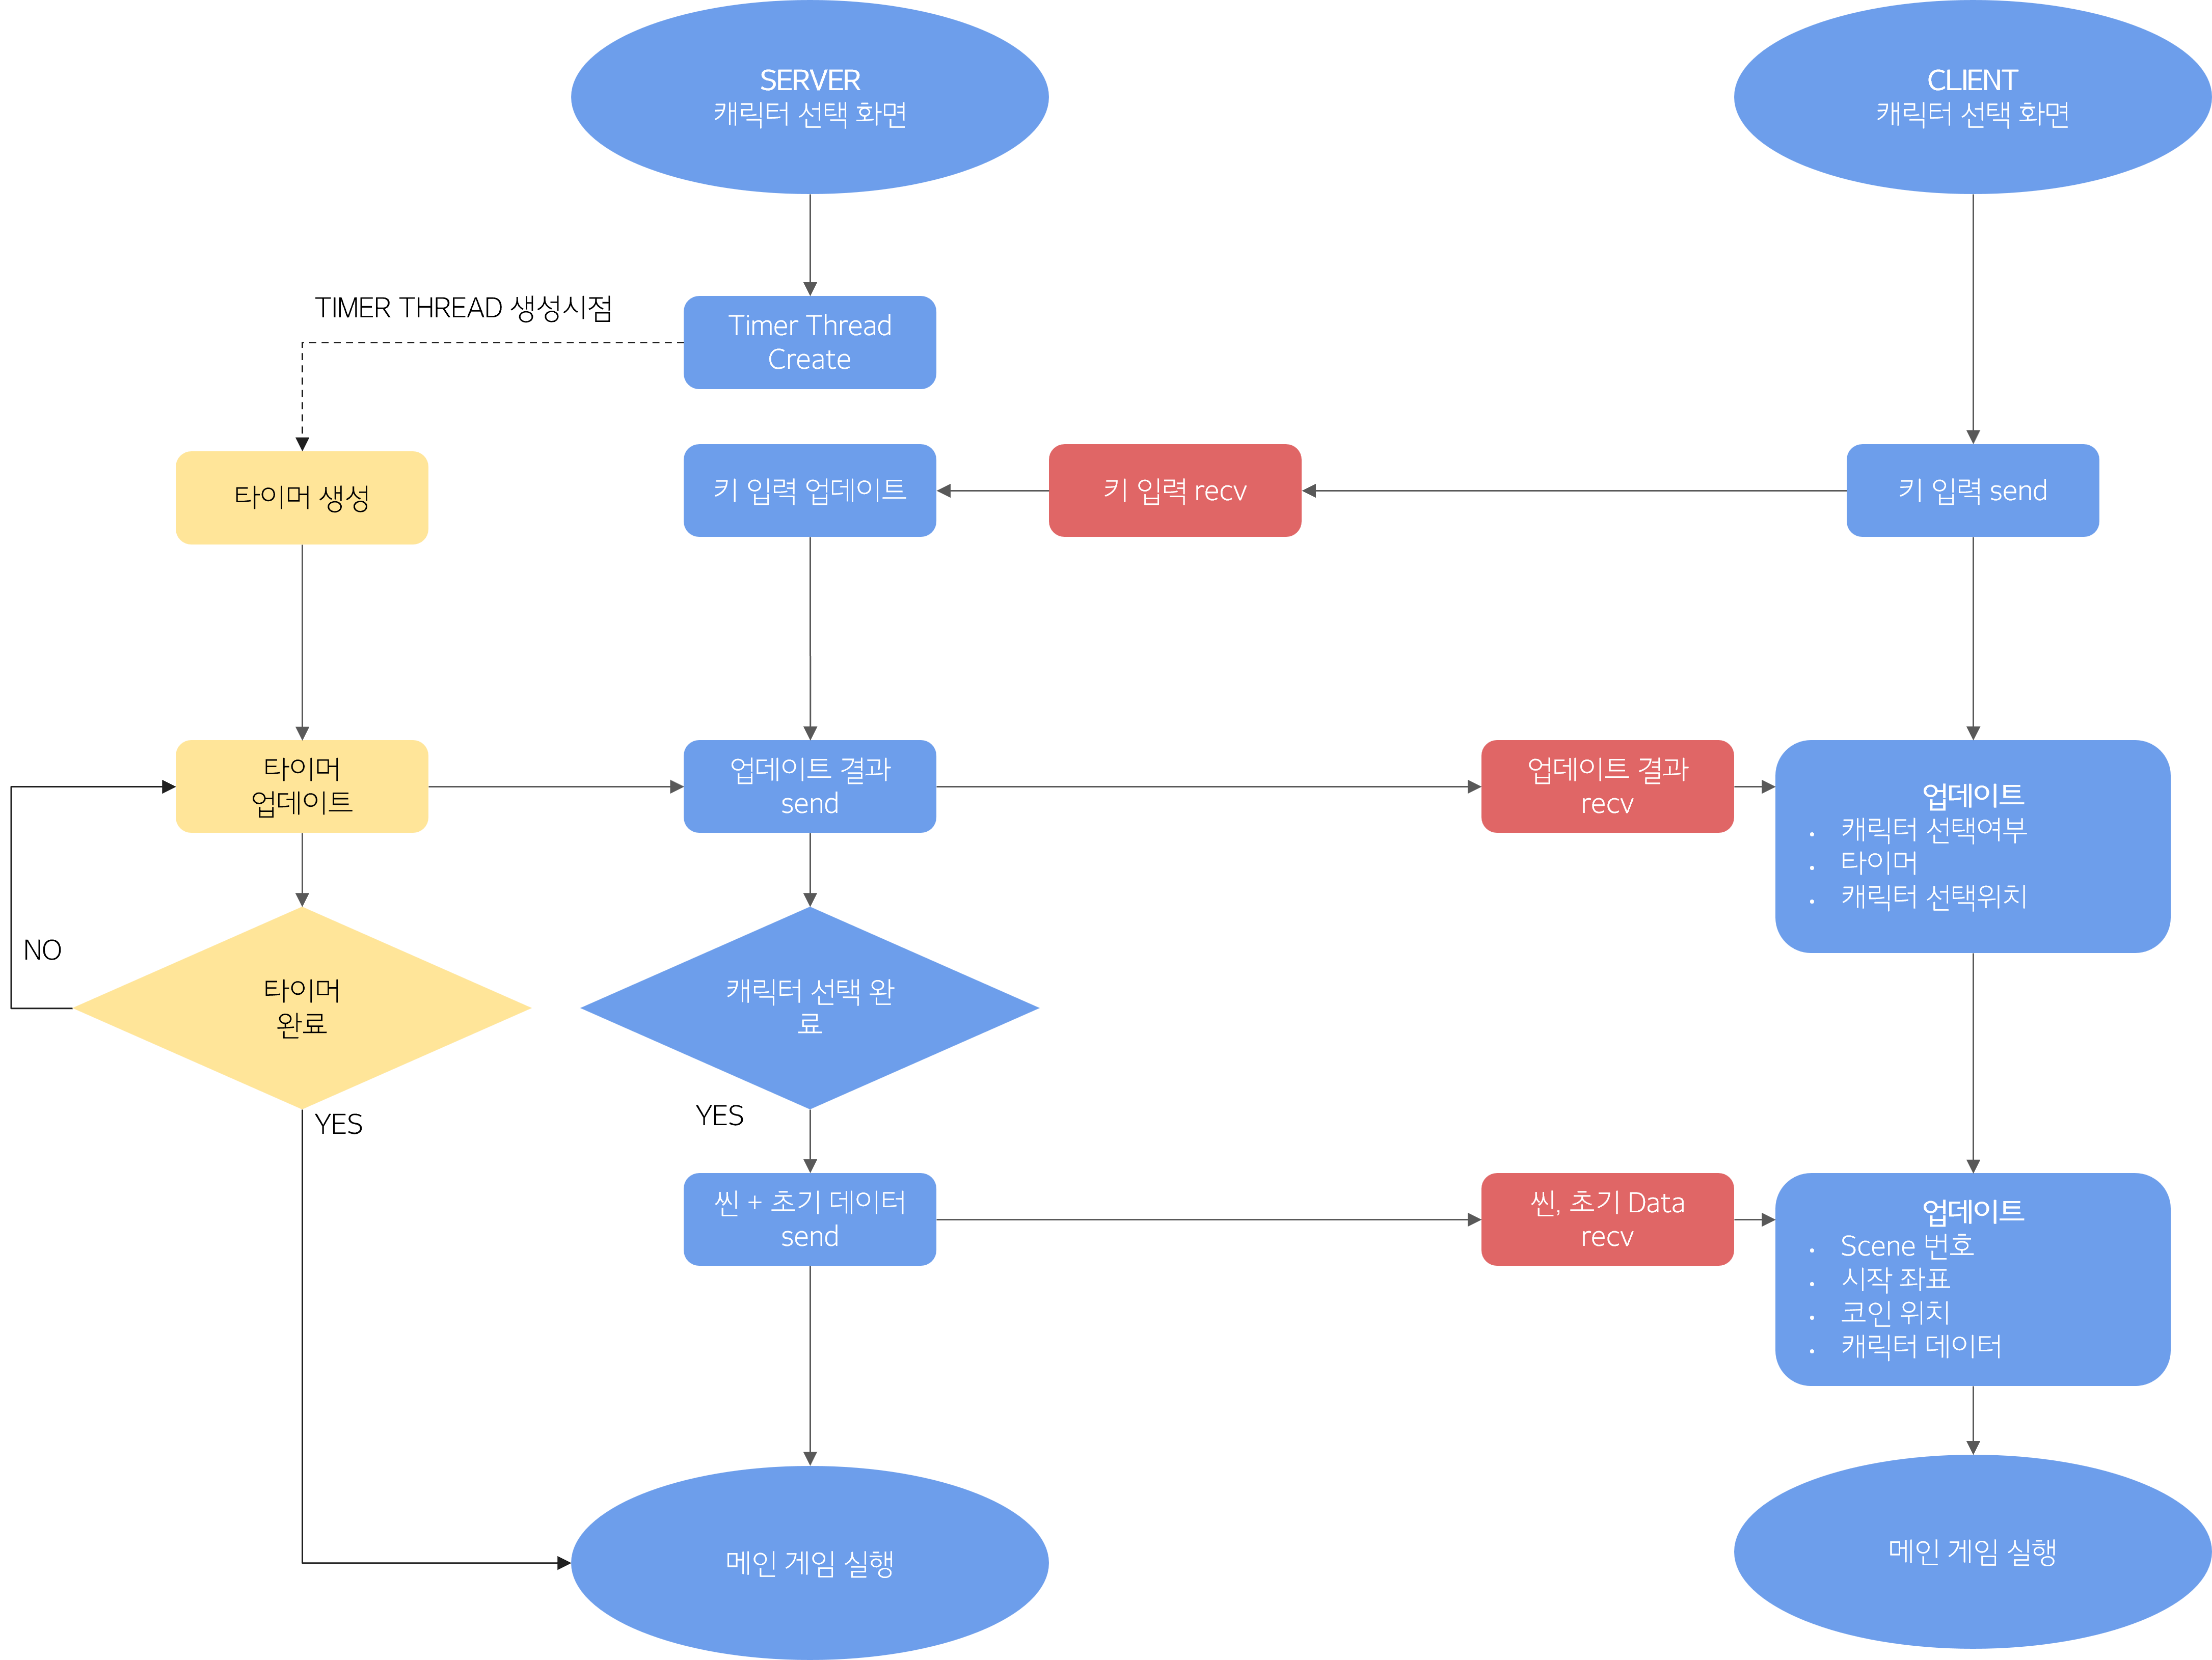 SERVER
캐릭터 선택 화면
CLIENT
캐릭터 선택 화면
TIMER THREAD 생성시점
Timer Thread
Create
타이머 생성
키 입력 업데이트
키 입력 recv
키 입력 send
타이머
업데이트
업데이트 결과
send
업데이트 결과
recv
업데이트
• 캐릭터 선택여부
• 타이머
• 캐릭터 선택위치
NO
타이머
완료
캐릭터 선택 완
료
YES
YES
씬 + 초기 데이터
send
씬, 초기 Data
recv
업데이트
• Scene 번호
• 시작 좌표
• 코인 위치
• 캐릭터 데이터
메인 게임 실행
메인 게임 실행